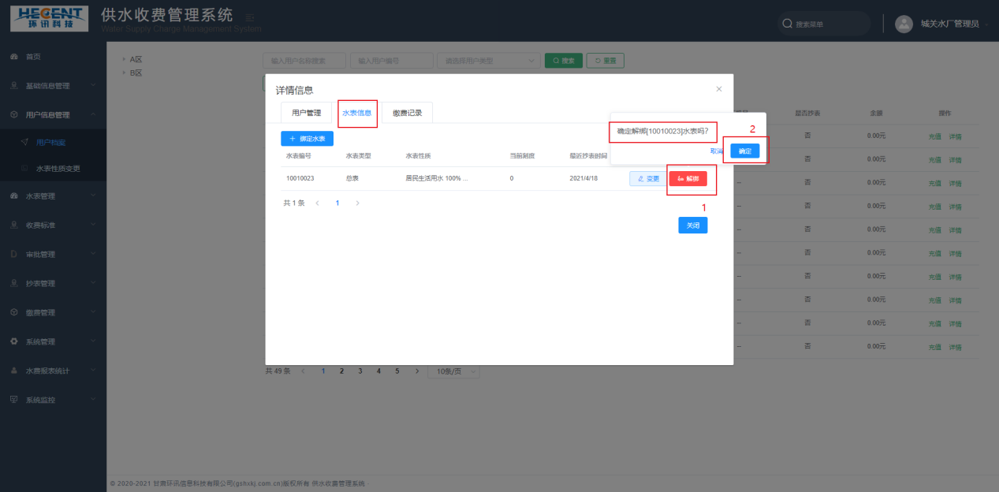 HECENT
环讯科技
供水收费管理系统
Water Supply Charge Management System
搜索菜单
城关水厂管理员
首页
基础信息管理
用户信息管理
用户档案
水表性质变更
水表管理
收费标准
审批管理
抄表管理
缴费管理
系统管理
水费报表统计
系统监控
A区
B区
输入用户名称搜索
输入用户编号
请选择用户类型
搜索
重置
详情信息
用户管理
水表信息
缴费记录
绑定水表
水表编号 水表类型 水表性质 当前刻度 最近抄表时间
10010023 总表 居民生活用水 100% ... 0 2021/4/18 变更 解绑
共 1 条 1
1
关闭
确定解绑[10010023]水表吗?
2
取消 确定
是否抄表 余额 操作
否 0.00元 充值 详情
否 0.00元 充值 详情
-- 否 0.00元 充值 详情
-- 否 0.00元 充值 详情
-- 否 0.00元 充值 详情
-- 否 0.00元 充值 详情
-- 否 0.00元 充值 详情
-- 否 0.00元 充值 详情
-- 否 0.00元 充值 详情
-- 否 0.00元 充值 详情
共 49 条 1 2 3 4 5 10条/页
© 2020-2021 甘肃环讯信息科技有限公司(gshxkj.com.cn)版权所有 供水收费管理系统